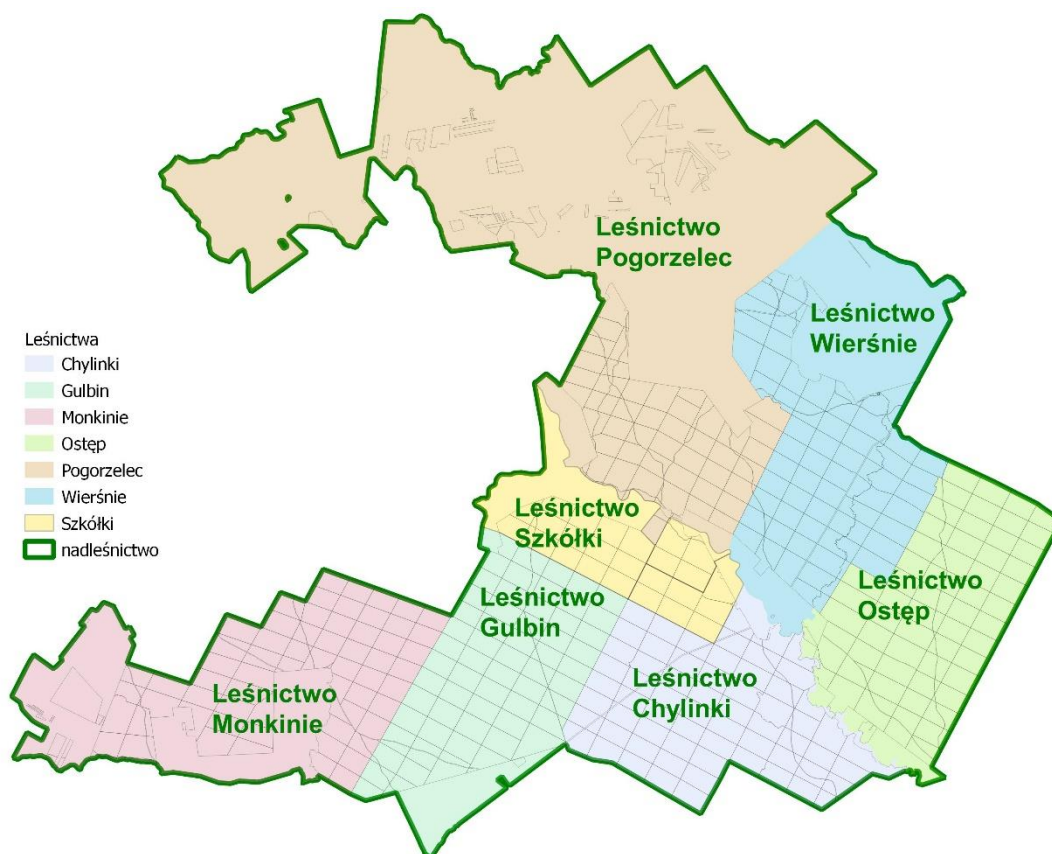 Leśnictwo
Pogorzelec
Leśnictwo
Wierśnie
Leśnictwa
Chylinki
Gulbin
Monkinie
Ostęp
Pogorzelec
Wierśnie
Szkółki
nadleśnictwo
Leśnictwo
Szkółki
Leśnictwo
Ostęp
Leśnictwo
Gulbin
Leśnictwo
Monkinie
Leśnictwo
Chylinki